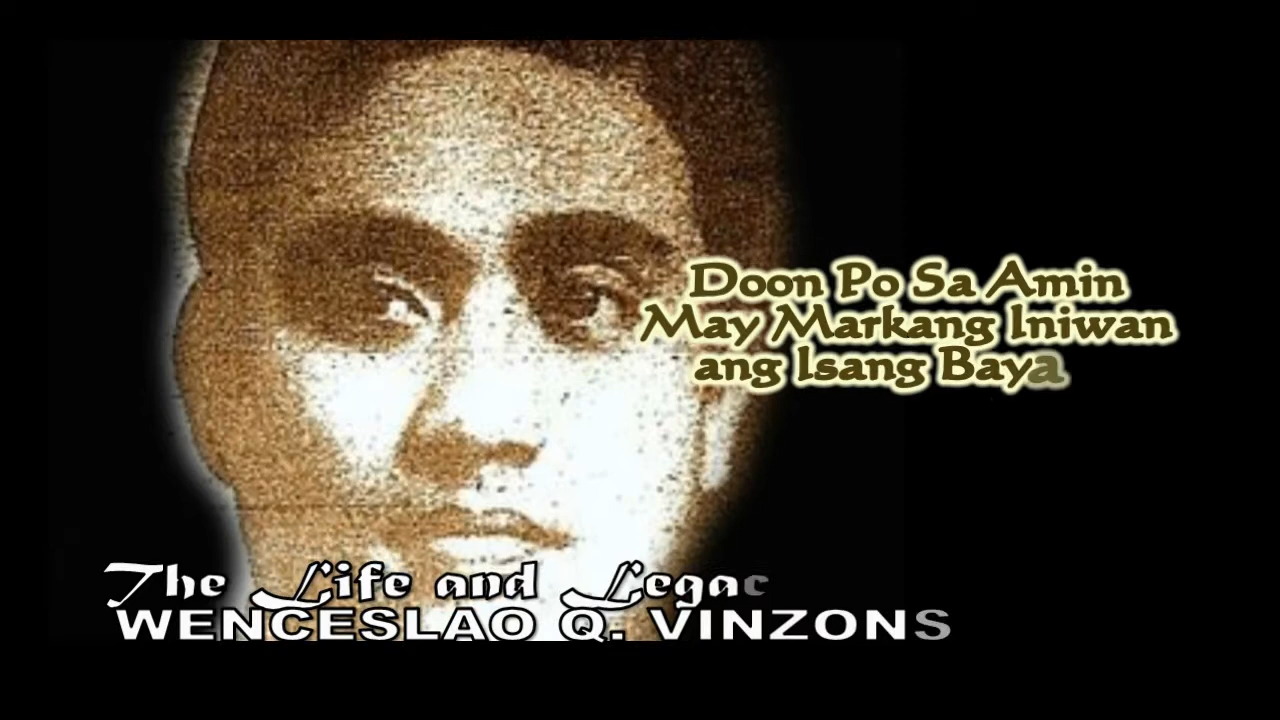 Doon Po Sa Amin
May Markang Iniwan
ang Isang Baya
The Life and Legac
WENCESLAO Q. VINZONS